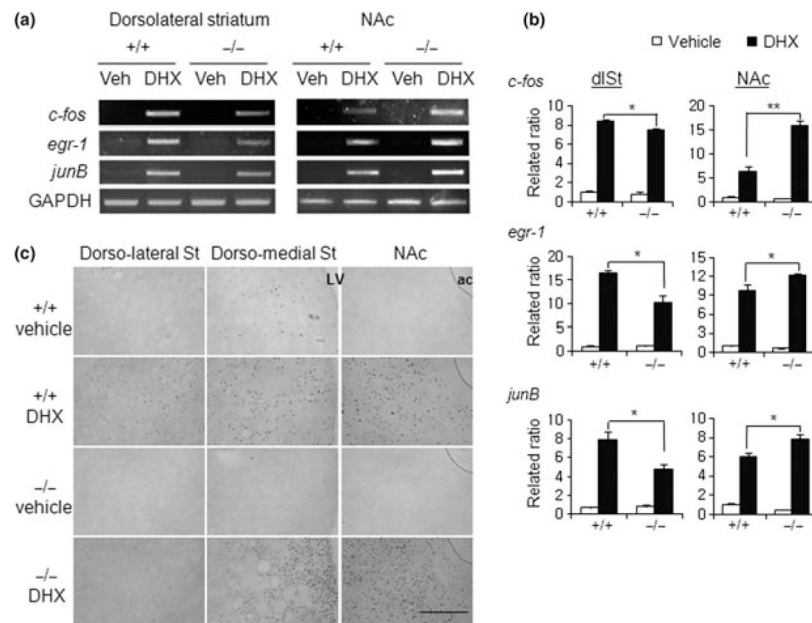 (a)
Dorsolateral striatum NAc
+/+ –/– +/+ –/–
Veh DHX Veh DHX Veh DHX Veh DHX
c-fos
egr-1
junB
GAPDH
(b)
Vehicle DHX
c-fos dlSt NAc
Related ratio
10
8
6
4
2
0
+/+ –/–
*
20
15
10
5
0
+/+ –/–
**
egr-1
Related ratio
20
15
10
5
0
+/+ –/–
*
15
12
9
6
3
0
+/+ –/–
*
junB
Related ratio
10
8
6
4
2
0
+/+ –/–
*
10
8
6
4
2
0
+/+ –/–
*
(c)
Dorso-lateral St Dorso-medial St NAc
LV ac
+/+
vehicle
+/+
DHX
–/–
vehicle
–/–
DHX